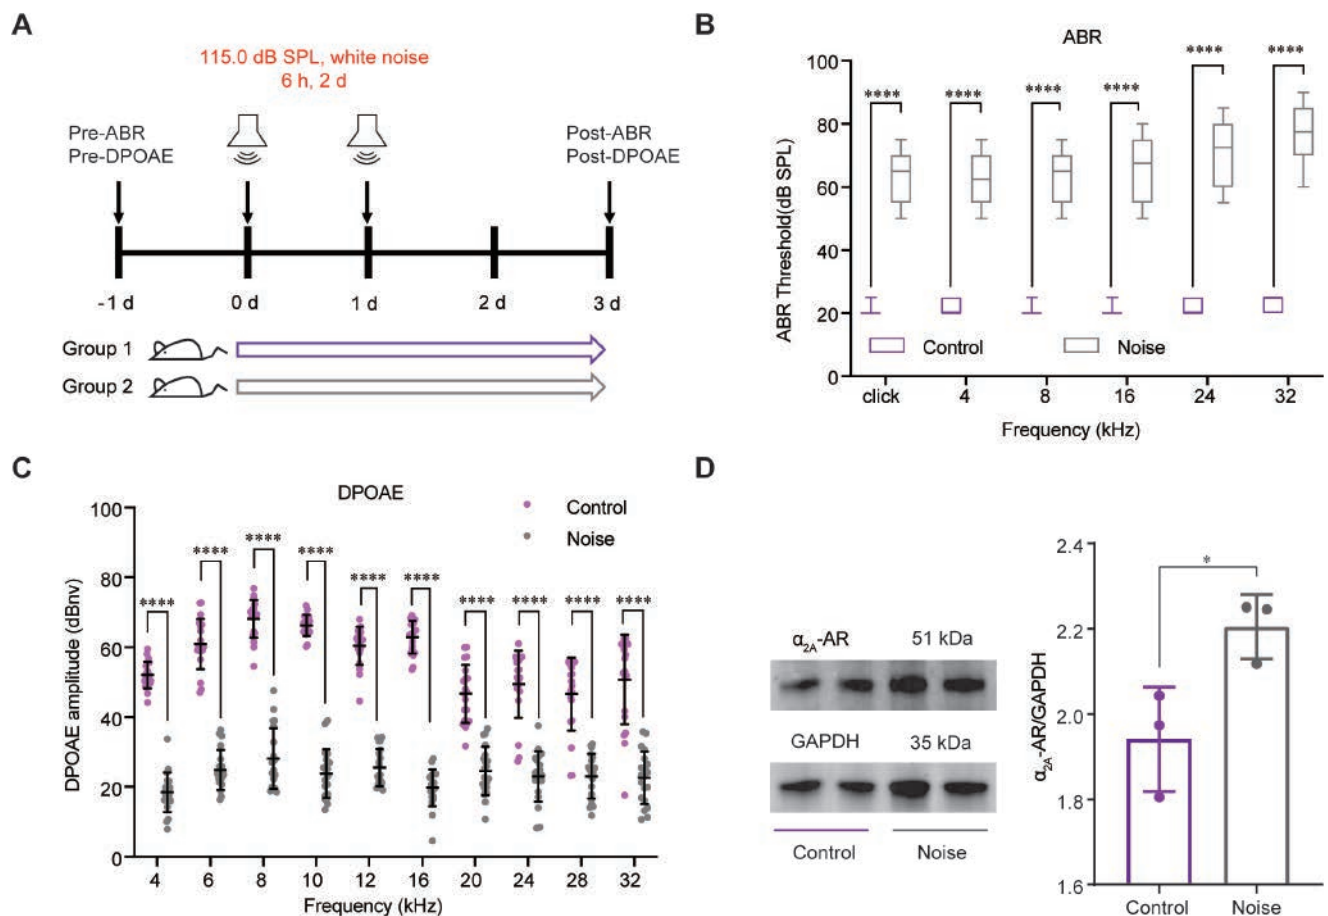 A
115.0 dB SPL, white noise
6 h, 2 d
Pre-ABR
Pre-DPOAE
Post-ABR
Post-DPOAE
-1 d 0 d 1 d 2 d 3 d
Group 1
Group 2
B
ABR
ABR Threshold(dB SPL)
100
80
60
40
20
0
**** **** **** **** **** ****
Control Noise
click 4 8 16 24 32
Frequency (kHz)
C
DPOAE
Control
Noise
DPOAE amplitude (dBnv)
100
80
60
40
20
0
**** **** **** **** **** **** **** **** **** ****
4 6 8 10 12 16 20 24 28 32
Frequency (kHz)
D
α2A-AR 51 kDa
GAPDH 35 kDa
Control Noise
α2A-AR/GAPDH
2.4
2.2
2.0
1.8
1.6
*
Control Noise